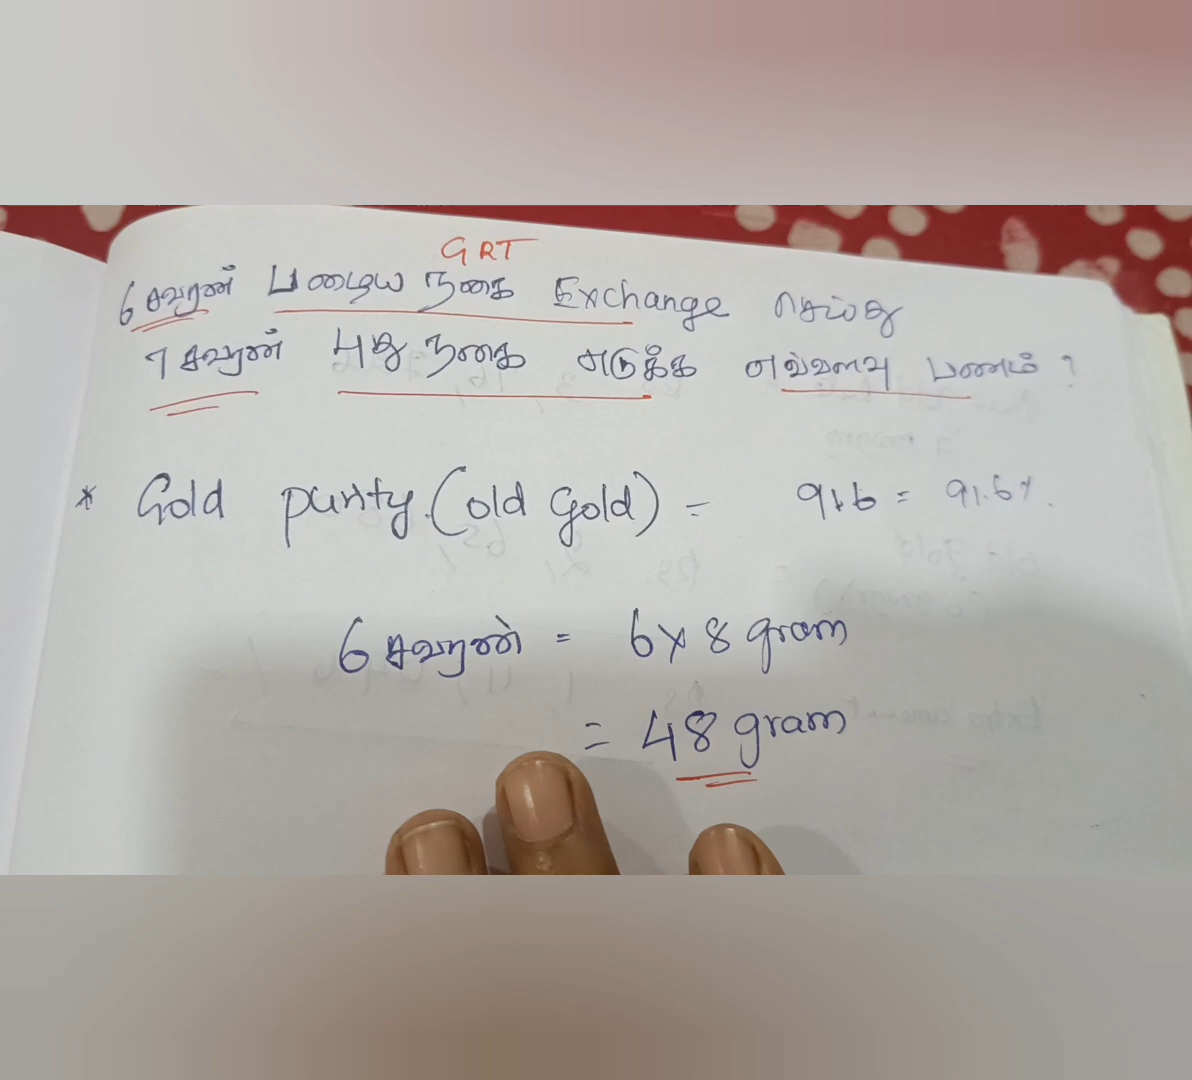 GRT
6 சவரன் பழைய நகை Exchange செய்து
7 சவரன் புது நகை எடுக்க எவ்வளவு பணம் ?
* Gold purity. (old Gold) = 916 = 91.6%.
6 சவரன் = 6 x 8 gram
= 48 gram